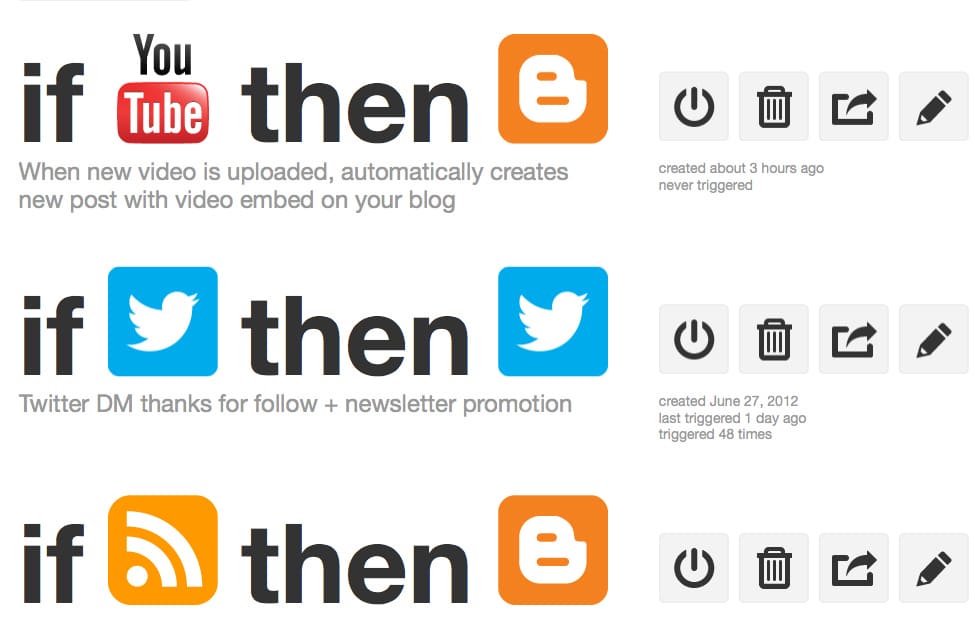 if You Tube then
When new video is uploaded, automatically creates
new post with video embed on your blog
created about 3 hours ago
never triggered
if then
Twitter DM thanks for follow + newsletter promotion
created June 27, 2012
last triggered 1 day ago
triggered 48 times
if then